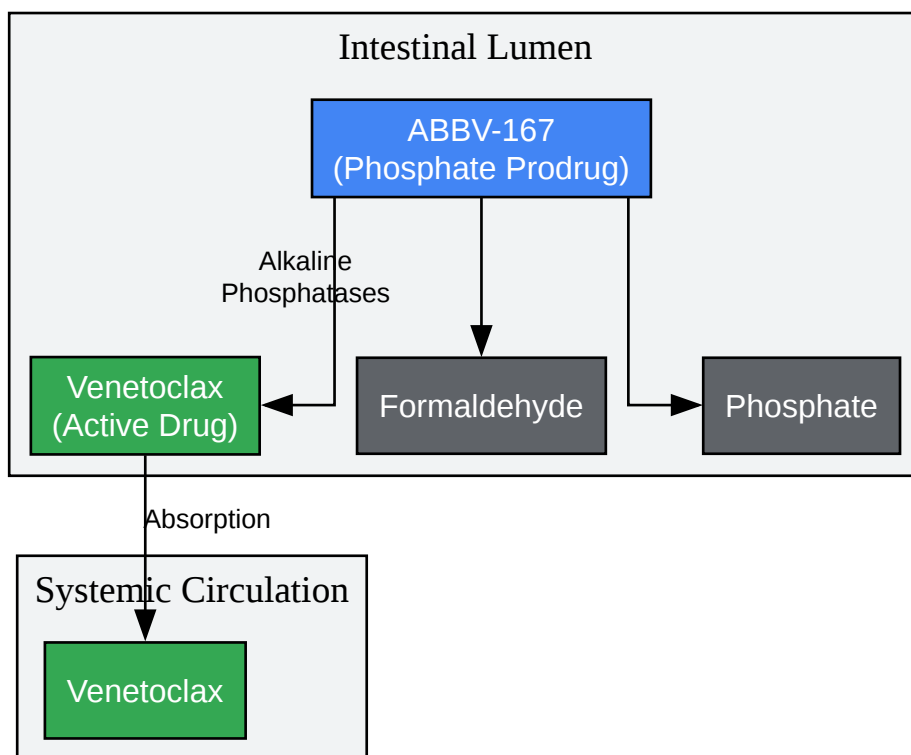 Intestinal Lumen
ABBV-167
(Phosphate Prodrug)
Alkaline
Phosphatases
Venetoclax
(Active Drug)
Formaldehyde
Phosphate
Absorption
Systemic Circulation
Venetoclax